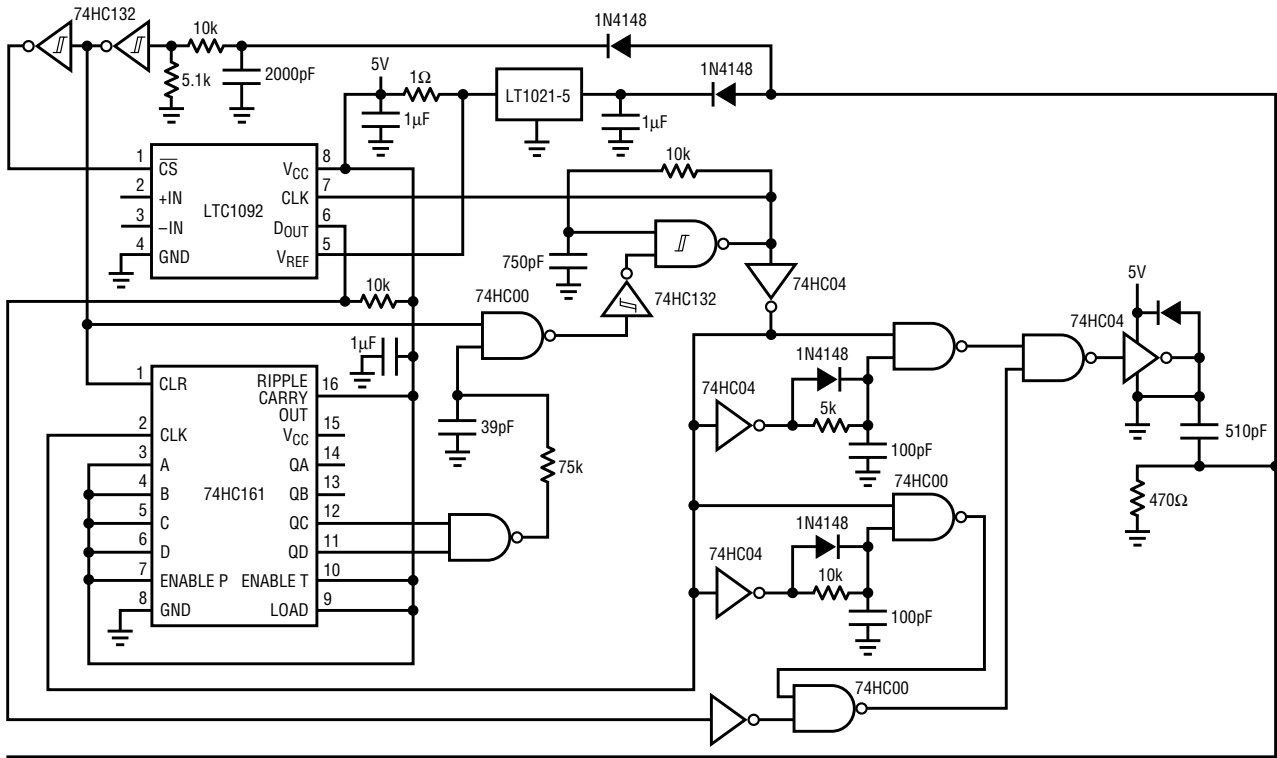 74HC132
10k
1N4148
5.1k
2000pF
5V
1Ω
LT1021-5
1N4148
1µF
1µF
10k
1 CS VCC 8
2 +IN CLK 7
3 –IN DOUT 6
4 GND VREF 5
LTC1092
750pF
74HC132
74HC04
10k
74HC00
1µF
5V
74HC04
1 CLR RIPPLE CARRY OUT 16
2 CLK VCC 15
3 A QA 14
4 B QB 13
5 C QC 12
6 D QD 11
7 ENABLE P ENABLE T 10
8 GND LOAD 9
74HC161
39pF
75k
1N4148
74HC04
5k
100pF
510pF
470Ω
74HC00
1N4148
74HC04
10k
100pF
74HC00